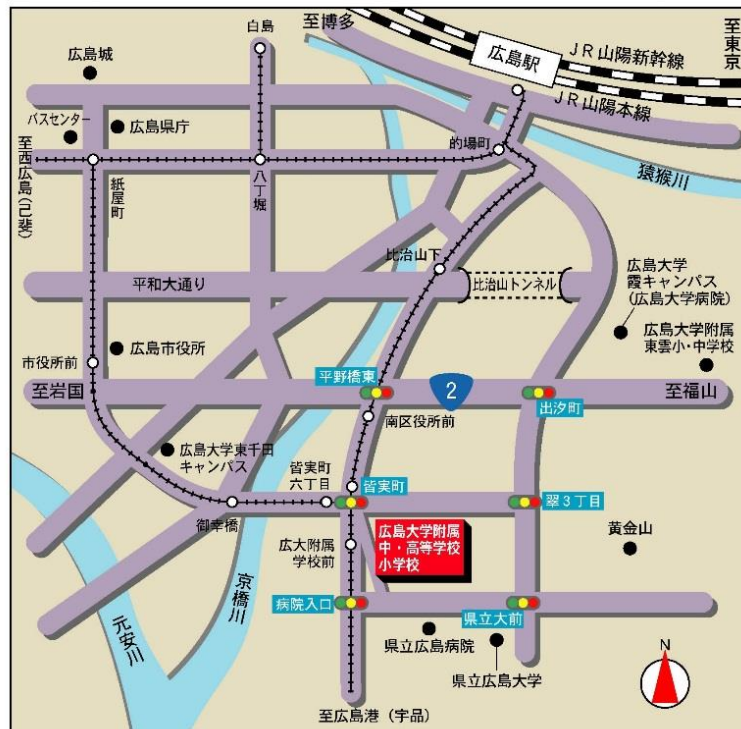 至博多
広島駅
JR山陽新幹線
至東京
JR山陽本線
白島
広島城
バスセンター
広島県庁
至西広島(己斐)
紙屋町
八丁堀
的場町
猿猴川
比治山下
平和大通り
比治山トンネル
広島大学
霞キャンパス
(広島大学病院)
広島大学附属
東雲小・中学校
市役所前
広島市役所
平野橋東
至岩国
2
至福山
出汐町
南区役所前
広島大学東千田
キャンパス
皆実町
六丁目
皆実町
翠3丁目
御幸橋
広大附属
学校前
広島大学附属
中・高等学校
小学校
黄金山
京橋川
元安川
病院入口
県立大前
県立広島病院
県立広島大学
N
至広島港(宇品)